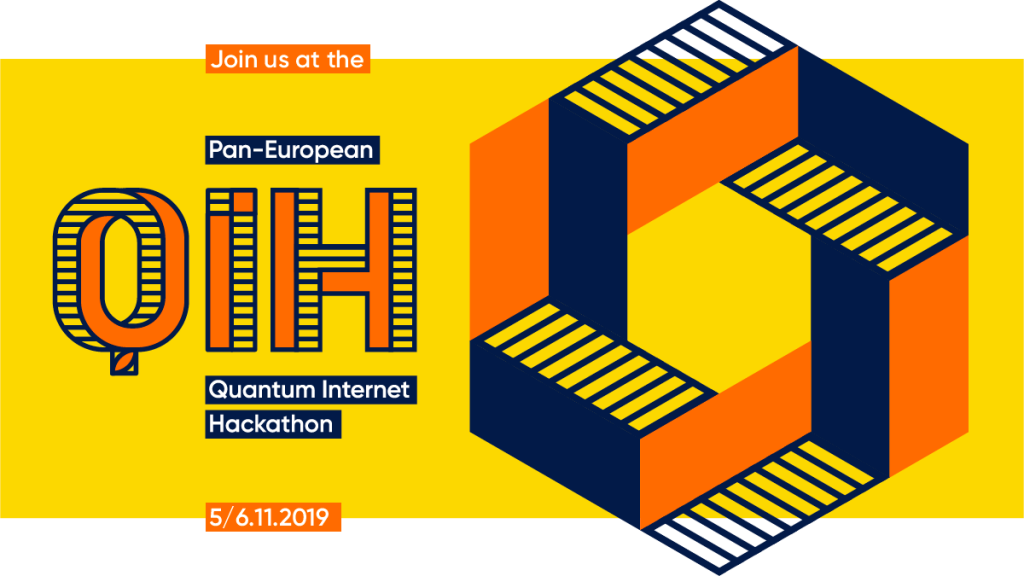 Join us at the
Pan-European
QIH
Quantum Internet
Hackathon
5/6.11.2019